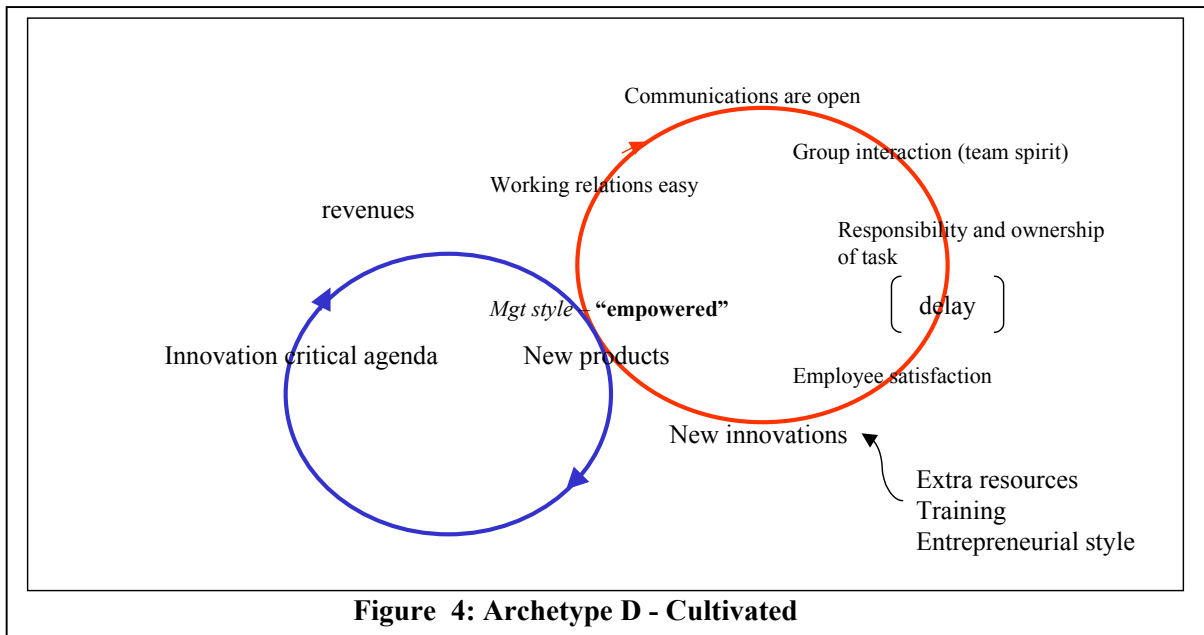 Communications are open
Group interaction (team spirit)
Working relations easy
revenues
Responsibility and ownership
of task
delay
Mgt style – “empowered”
Innovation critical agenda
New products
Employee satisfaction
New innovations
Extra resources
Training
Entrepreneurial style
Figure 4: Archetype D - Cultivated